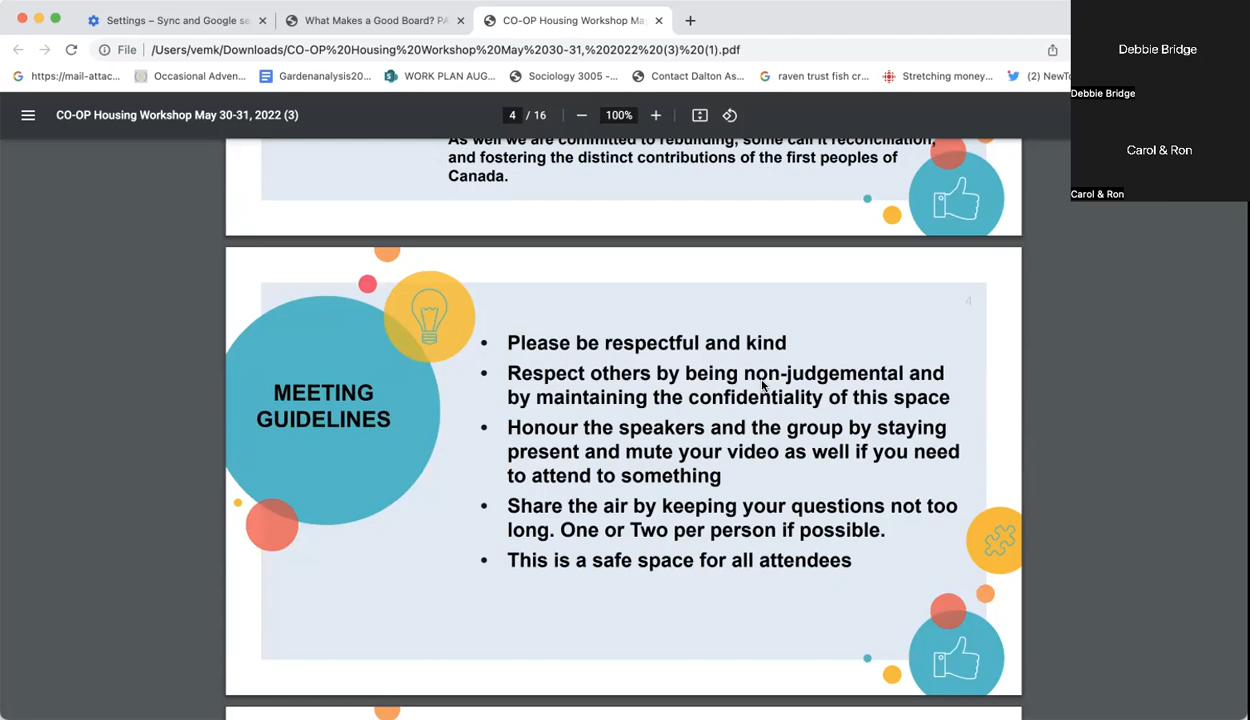 Settings – Sync and Google se
What Makes a Good Board? PA
CO-OP Housing Workshop Ma
File /Users/vemk/Downloads/CO-OP%20Housing%20Workshop%20May%2030-31,%202022%20(3)%20(1).pdf
https://mail-attac...
Occasional Adven...
Gardenanalysis20...
WORK PLAN AUG...
Sociology 3005 -...
Contact Dalton As...
raven trust fish cr...
Stretching money...
(2) NewTo
CO-OP Housing Workshop May 30-31, 2022 (3)
4 / 16
100%
Debbie Bridge
Debbie Bridge
Carol & Ron
Carol & Ron
As well we are committed to rebuilding, some call it reconciliation,
and fostering the distinct contributions of the first peoples of
Canada.
4
MEETING
GUIDELINES
• Please be respectful and kind
• Respect others by being non-judgemental and
by maintaining the confidentiality of this space
• Honour the speakers and the group by staying
present and mute your video as well if you need
to attend to something
• Share the air by keeping your questions not too
long. One or Two per person if possible.
• This is a safe space for all attendees